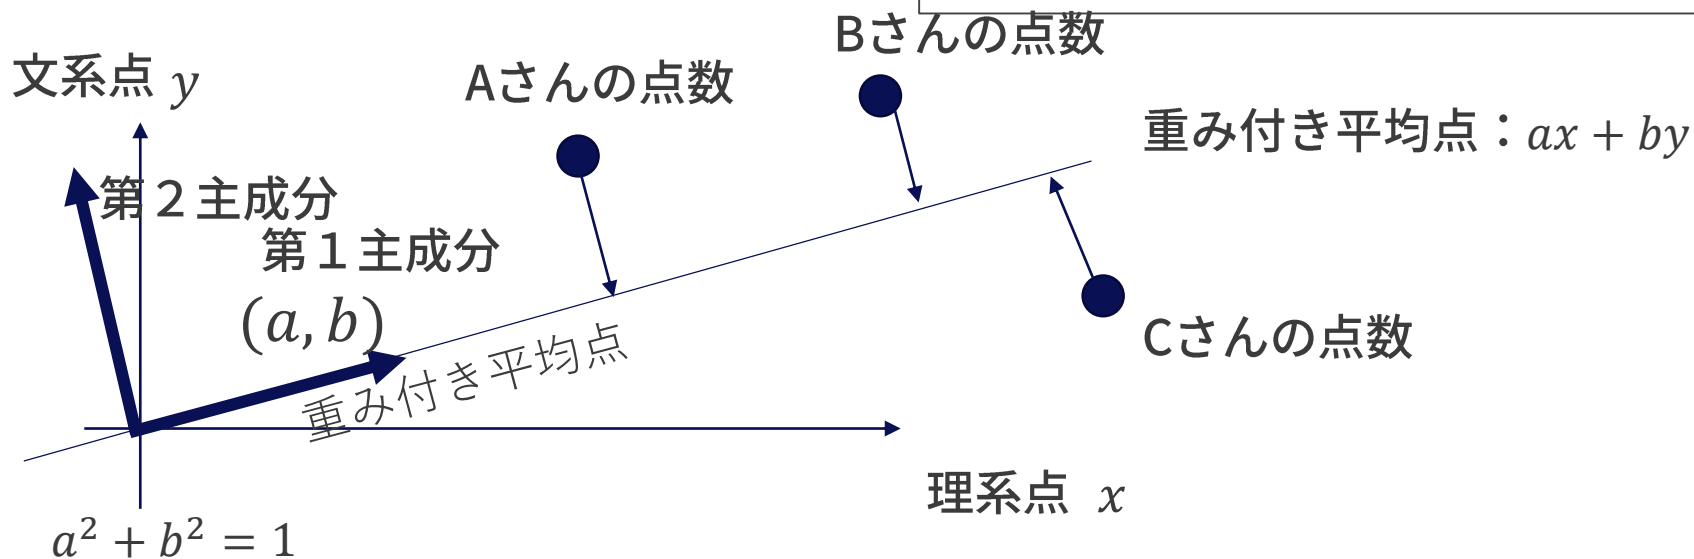 Bさんの点数
文系点 y
Aさんの点数
重み付き平均点：ax + by
第２主成分
第１主成分
(a, b)
重み付き平均点
Cさんの点数
理系点 x
a² + b² = 1